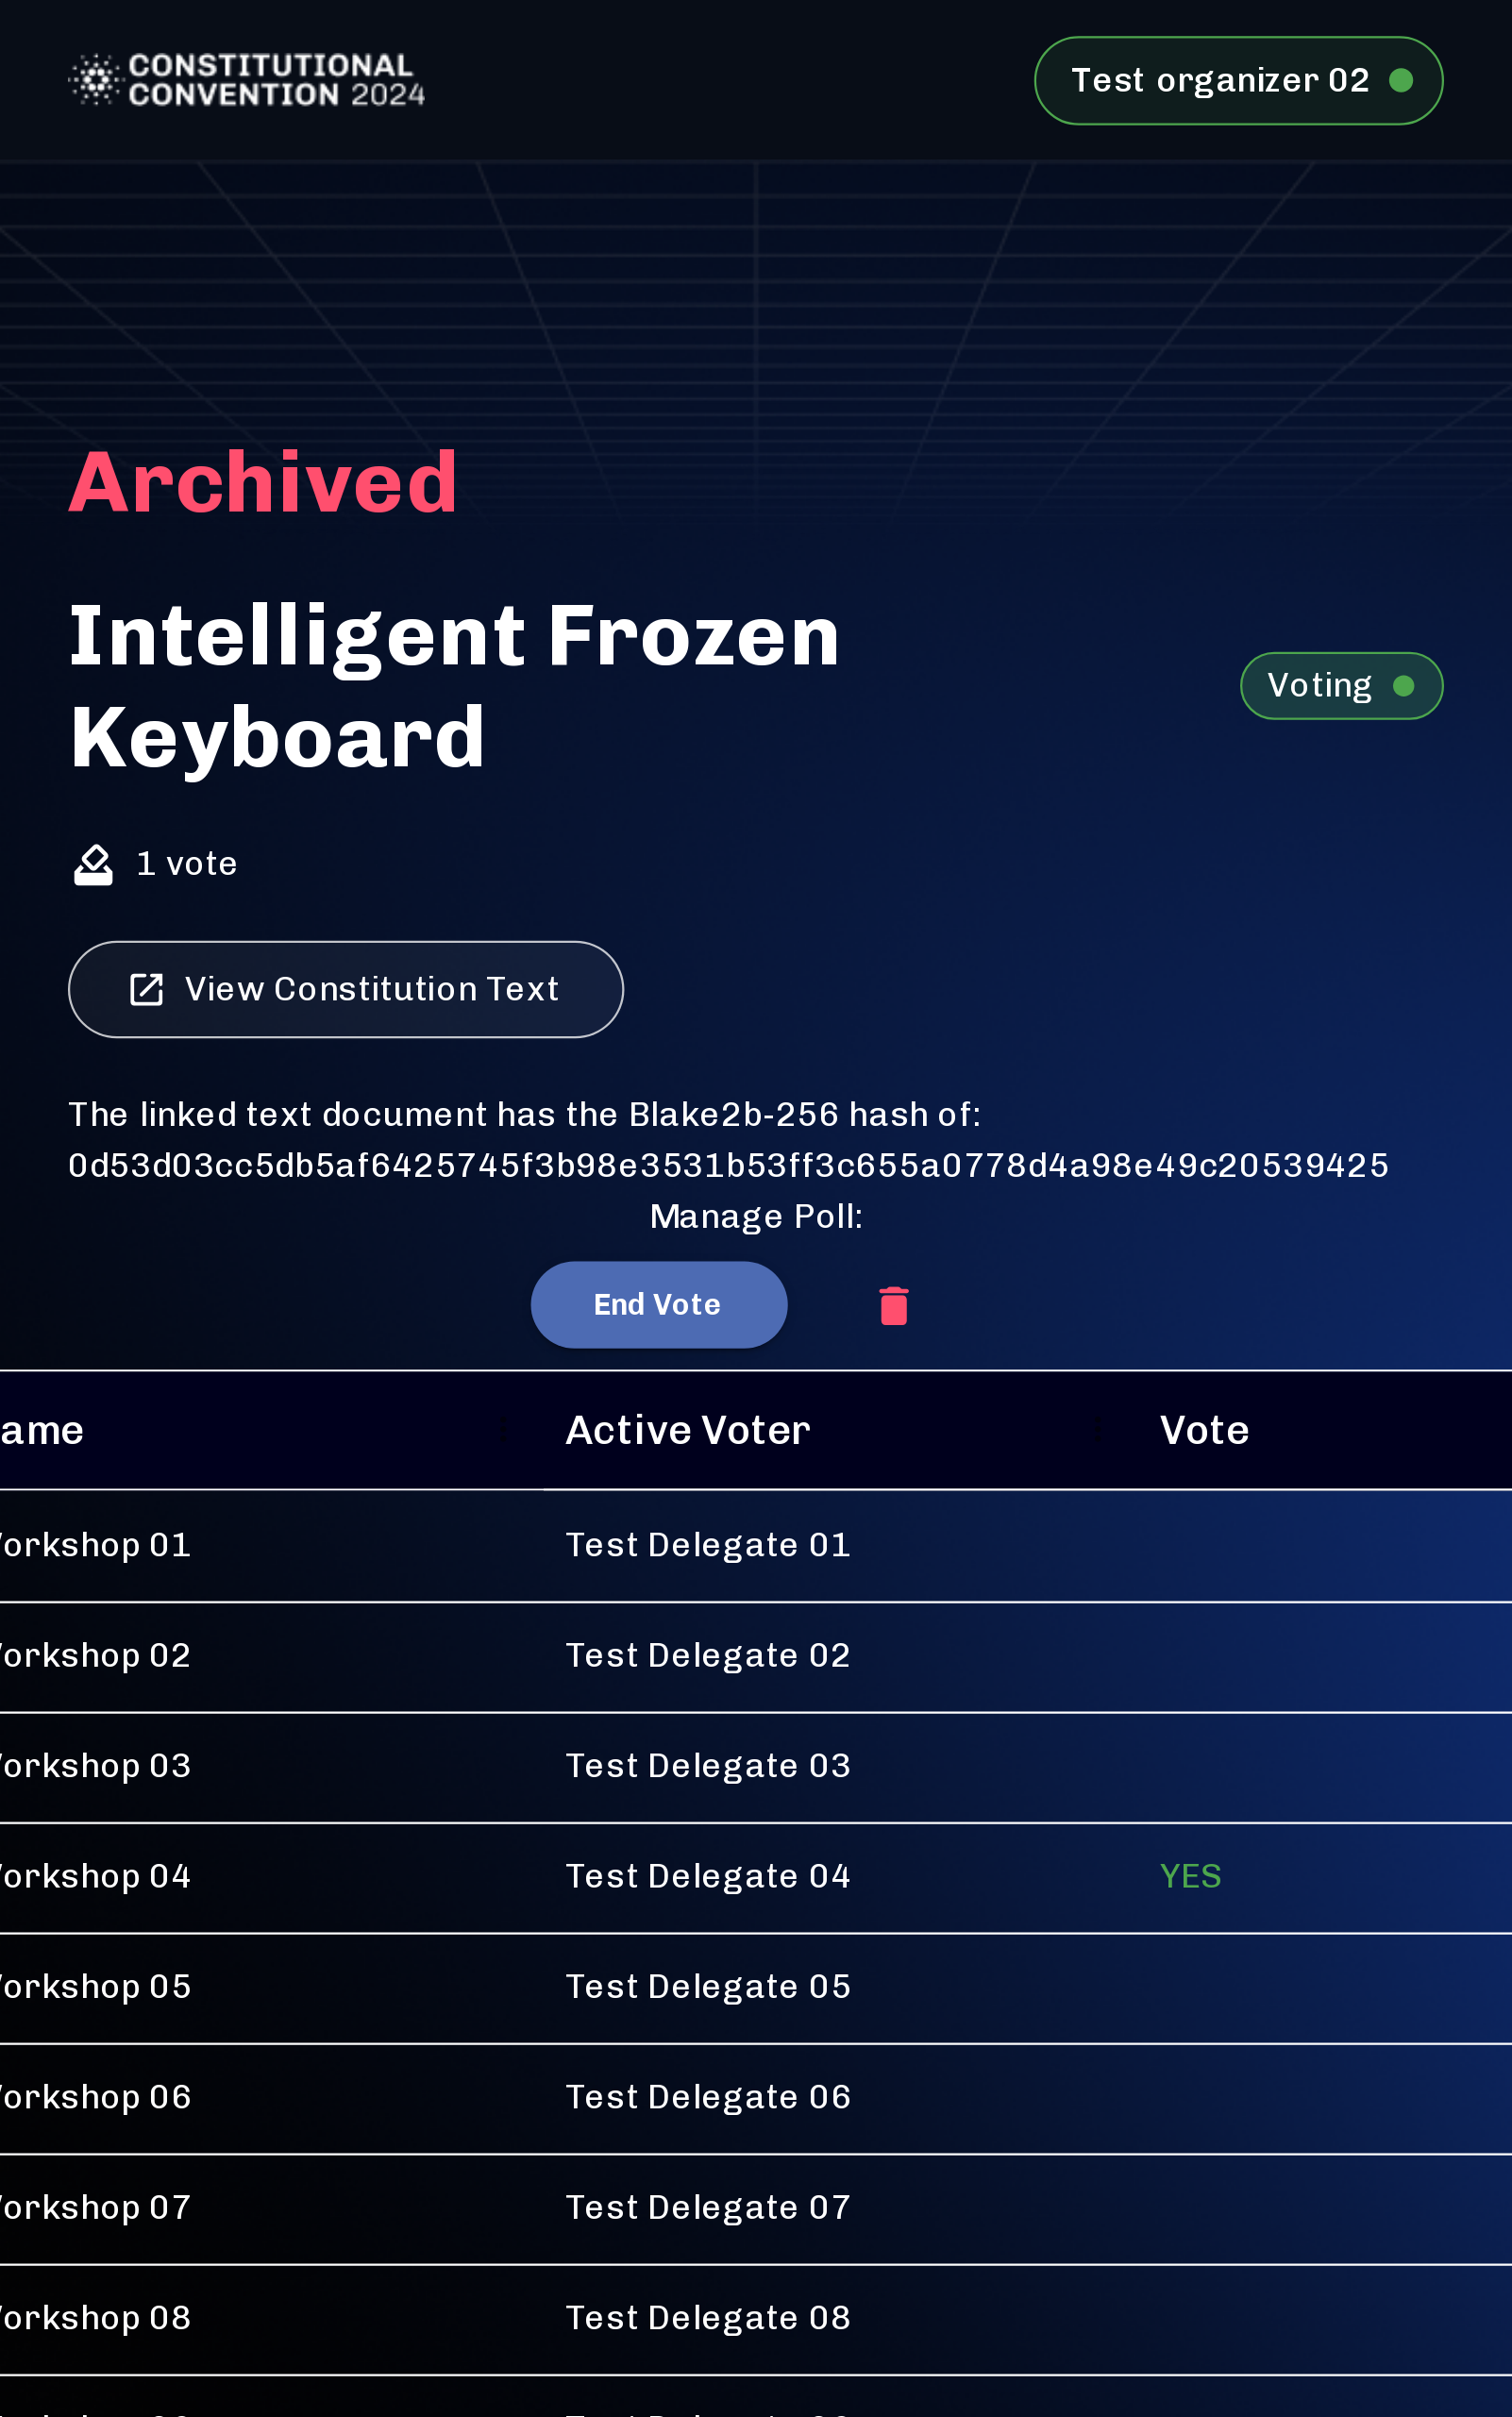 CONSTITUTIONAL
CONVENTION 2024
Test organizer 02
Archived
Intelligent Frozen
Keyboard
Voting
1 vote
View Constitution Text
The linked text document has the Blake2b-256 hash of:
0d53d03cc5db5af6425745f3b98e3531b53ff3c655a0778d4a98e49c20539425
Manage Poll:
End Vote
ame Active Voter Vote
orkshop 01 Test Delegate 01
orkshop 02 Test Delegate 02
orkshop 03 Test Delegate 03
orkshop 04 Test Delegate 04 YES
orkshop 05 Test Delegate 05
orkshop 06 Test Delegate 06
orkshop 07 Test Delegate 07
orkshop 08 Test Delegate 08